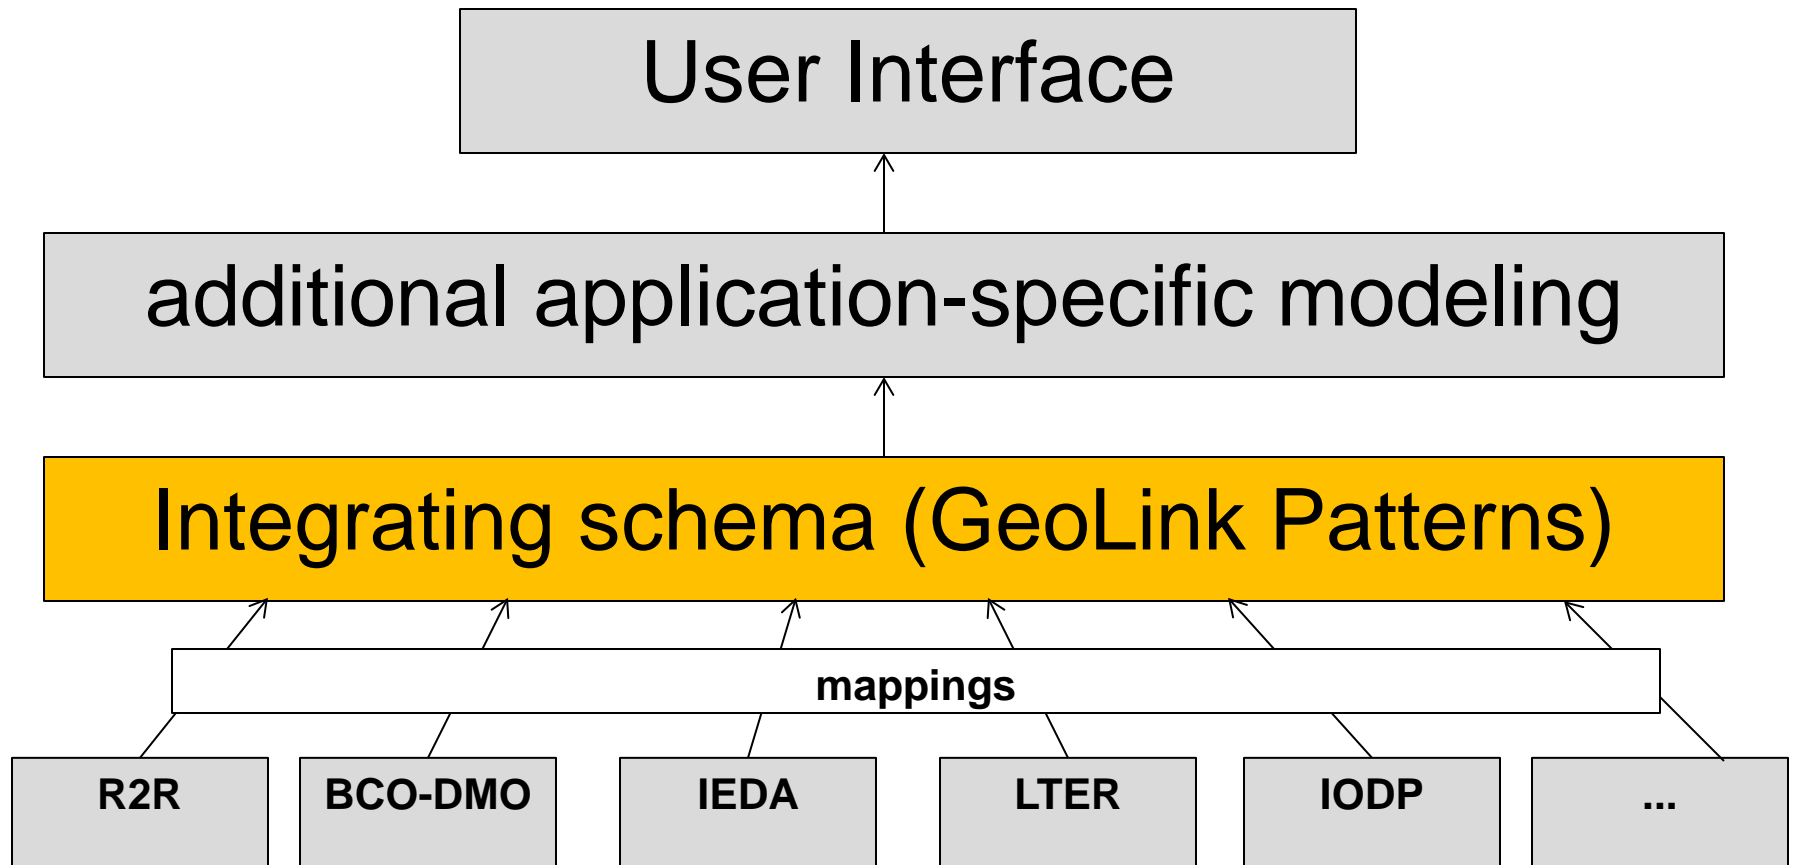 User Interface
additional application-specific modeling
Integrating schema (GeoLink Patterns)
mappings
R2R
BCO-DMO
IEDA
LTER
IODP
...